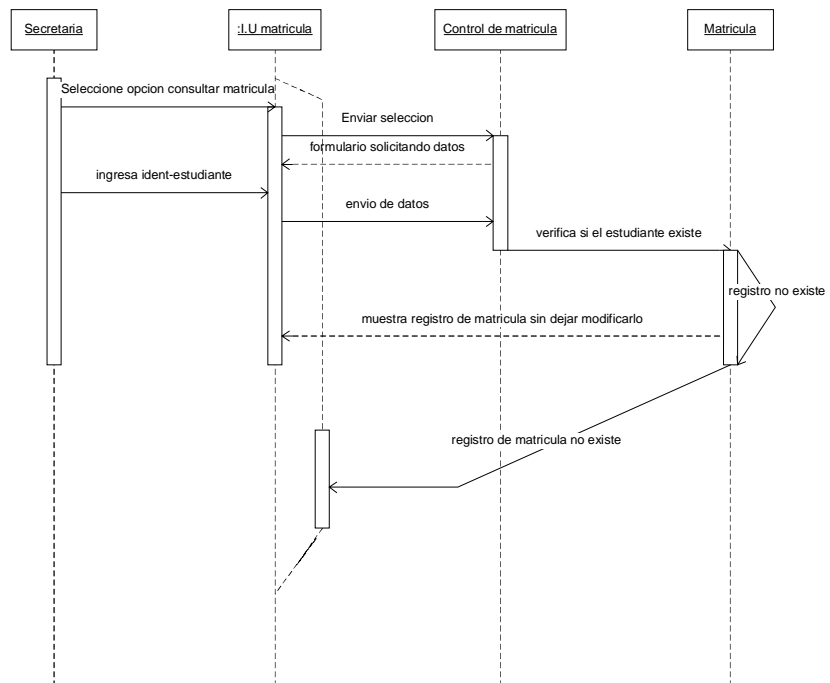 Secretaria
:I.U matricula
Control de matricula
Matricula
Seleccione opcion consultar matricula
Enviar seleccion
formulario solicitando datos
ingresa ident-estudiante
envio de datos
verifica si el estudiante existe
registro no existe
muestra registro de matricula sin dejar modificarlo
registro de matricula no existe